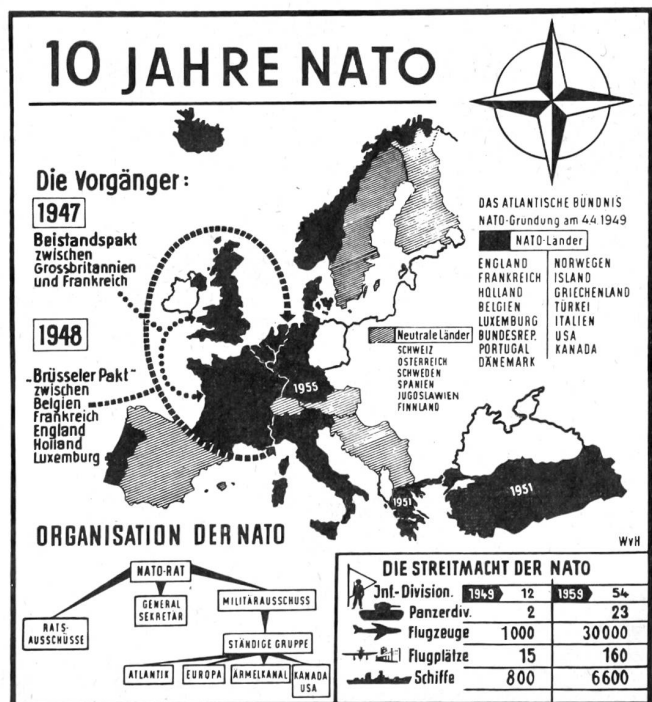 10 JAHRE NATO
Die Vorgänger:
1947
Beistandspakt
zwischen
Grossbritannien
und Frankreich
1948
„Brüsseler Pakt"
zwischen
Belgien
Frankreich
England
Holland
Luxemburg
DAS ATLANTISCHE BÜNDNIS
NATO-Gründung am 4.4.1949
NATO-Länder
ENGLAND
FRANKREICH
HOLLAND
BELGIEN
LUXEMBURG
BUNDESREP.
PORTUGAL
DÄNEMARK
NORWEGEN
ISLAND
GRIECHENLAND
TÜRKEI
ITALIEN
USA
KANADA
Neutrale Länder
SCHWEIZ
ÖSTERREICH
SCHWEDEN
SPANIEN
JUGOSLAWIEN
FINNLAND
1955
1951
1951
WvH
ORGANISATION DER NATO
NATO-RAT
RATS-
AUSSCHÜSSE
GENERAL
SEKRETÄR
MILITÄRAUSSCHUSS
STÄNDIGE GRUPPE
ATLANTIK
EUROPA
ÄRMELKANAL
KANADA
USA
DIE STREITMACHT DER NATO
Inf.-Division. 1949 12 1959 54
Panzerdiv. 2 23
Flugzeuge 1000 30000
Flugplätze 15 160
Schiffe 800 6600